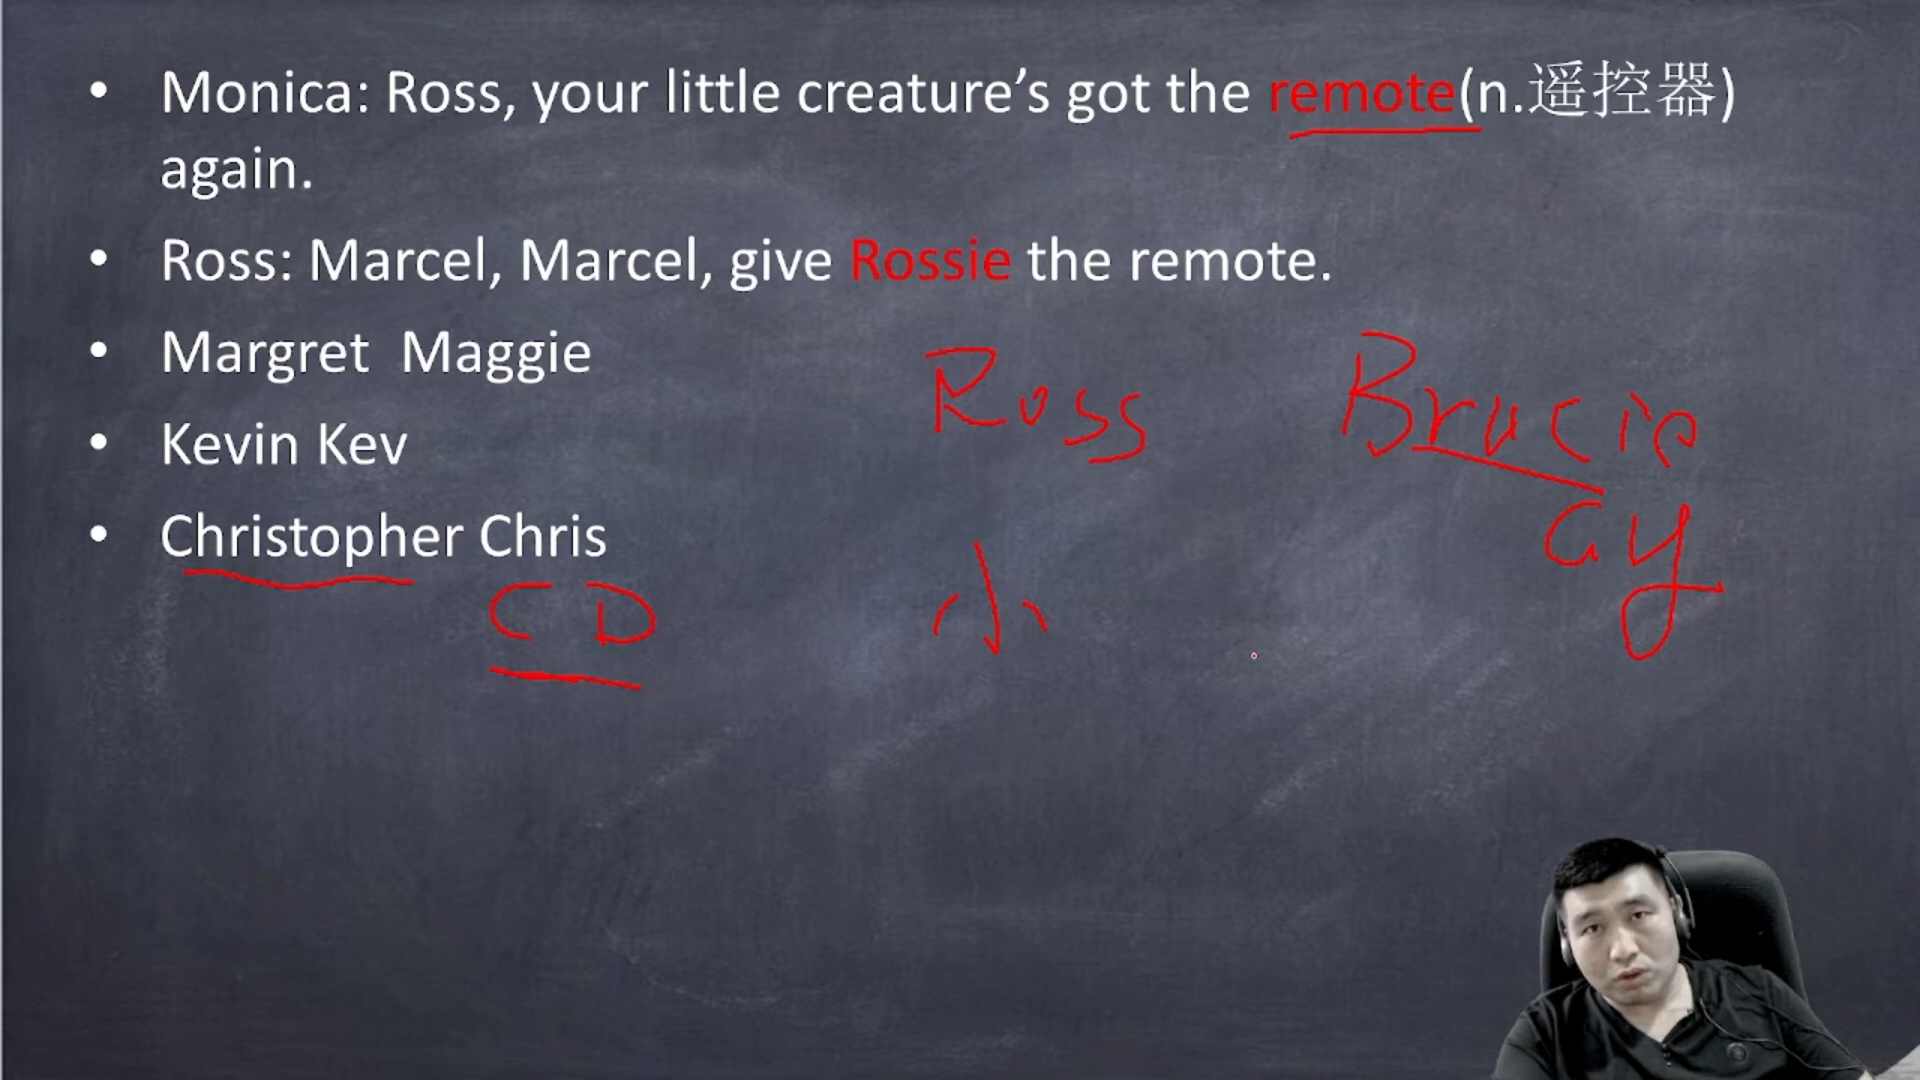 • Monica: Ross, your little creature’s got the remote(n.遥控器)
again.
• Ross: Marcel, Marcel, give Rossie the remote.
• Margret Maggie
• Kevin Kev
• Christopher Chris
Ross
Brucie
CD
小
ay